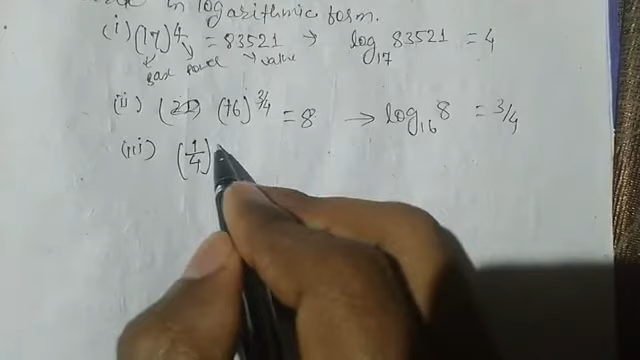 in logarithmic form.
(i) (17)^4 = 83521 → log_17 83521 = 4
power value
(ii) (16)^3/4 = 8 → log_16 8 = 3/4
(iii) (1/4)